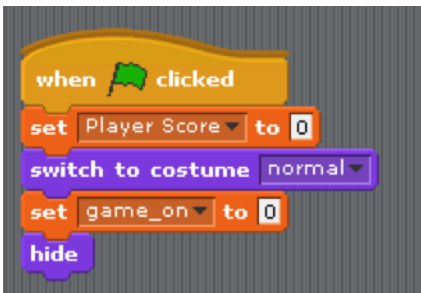 when clicked
set Player Score to 0
switch to costume normal
set game_on to 0
hide